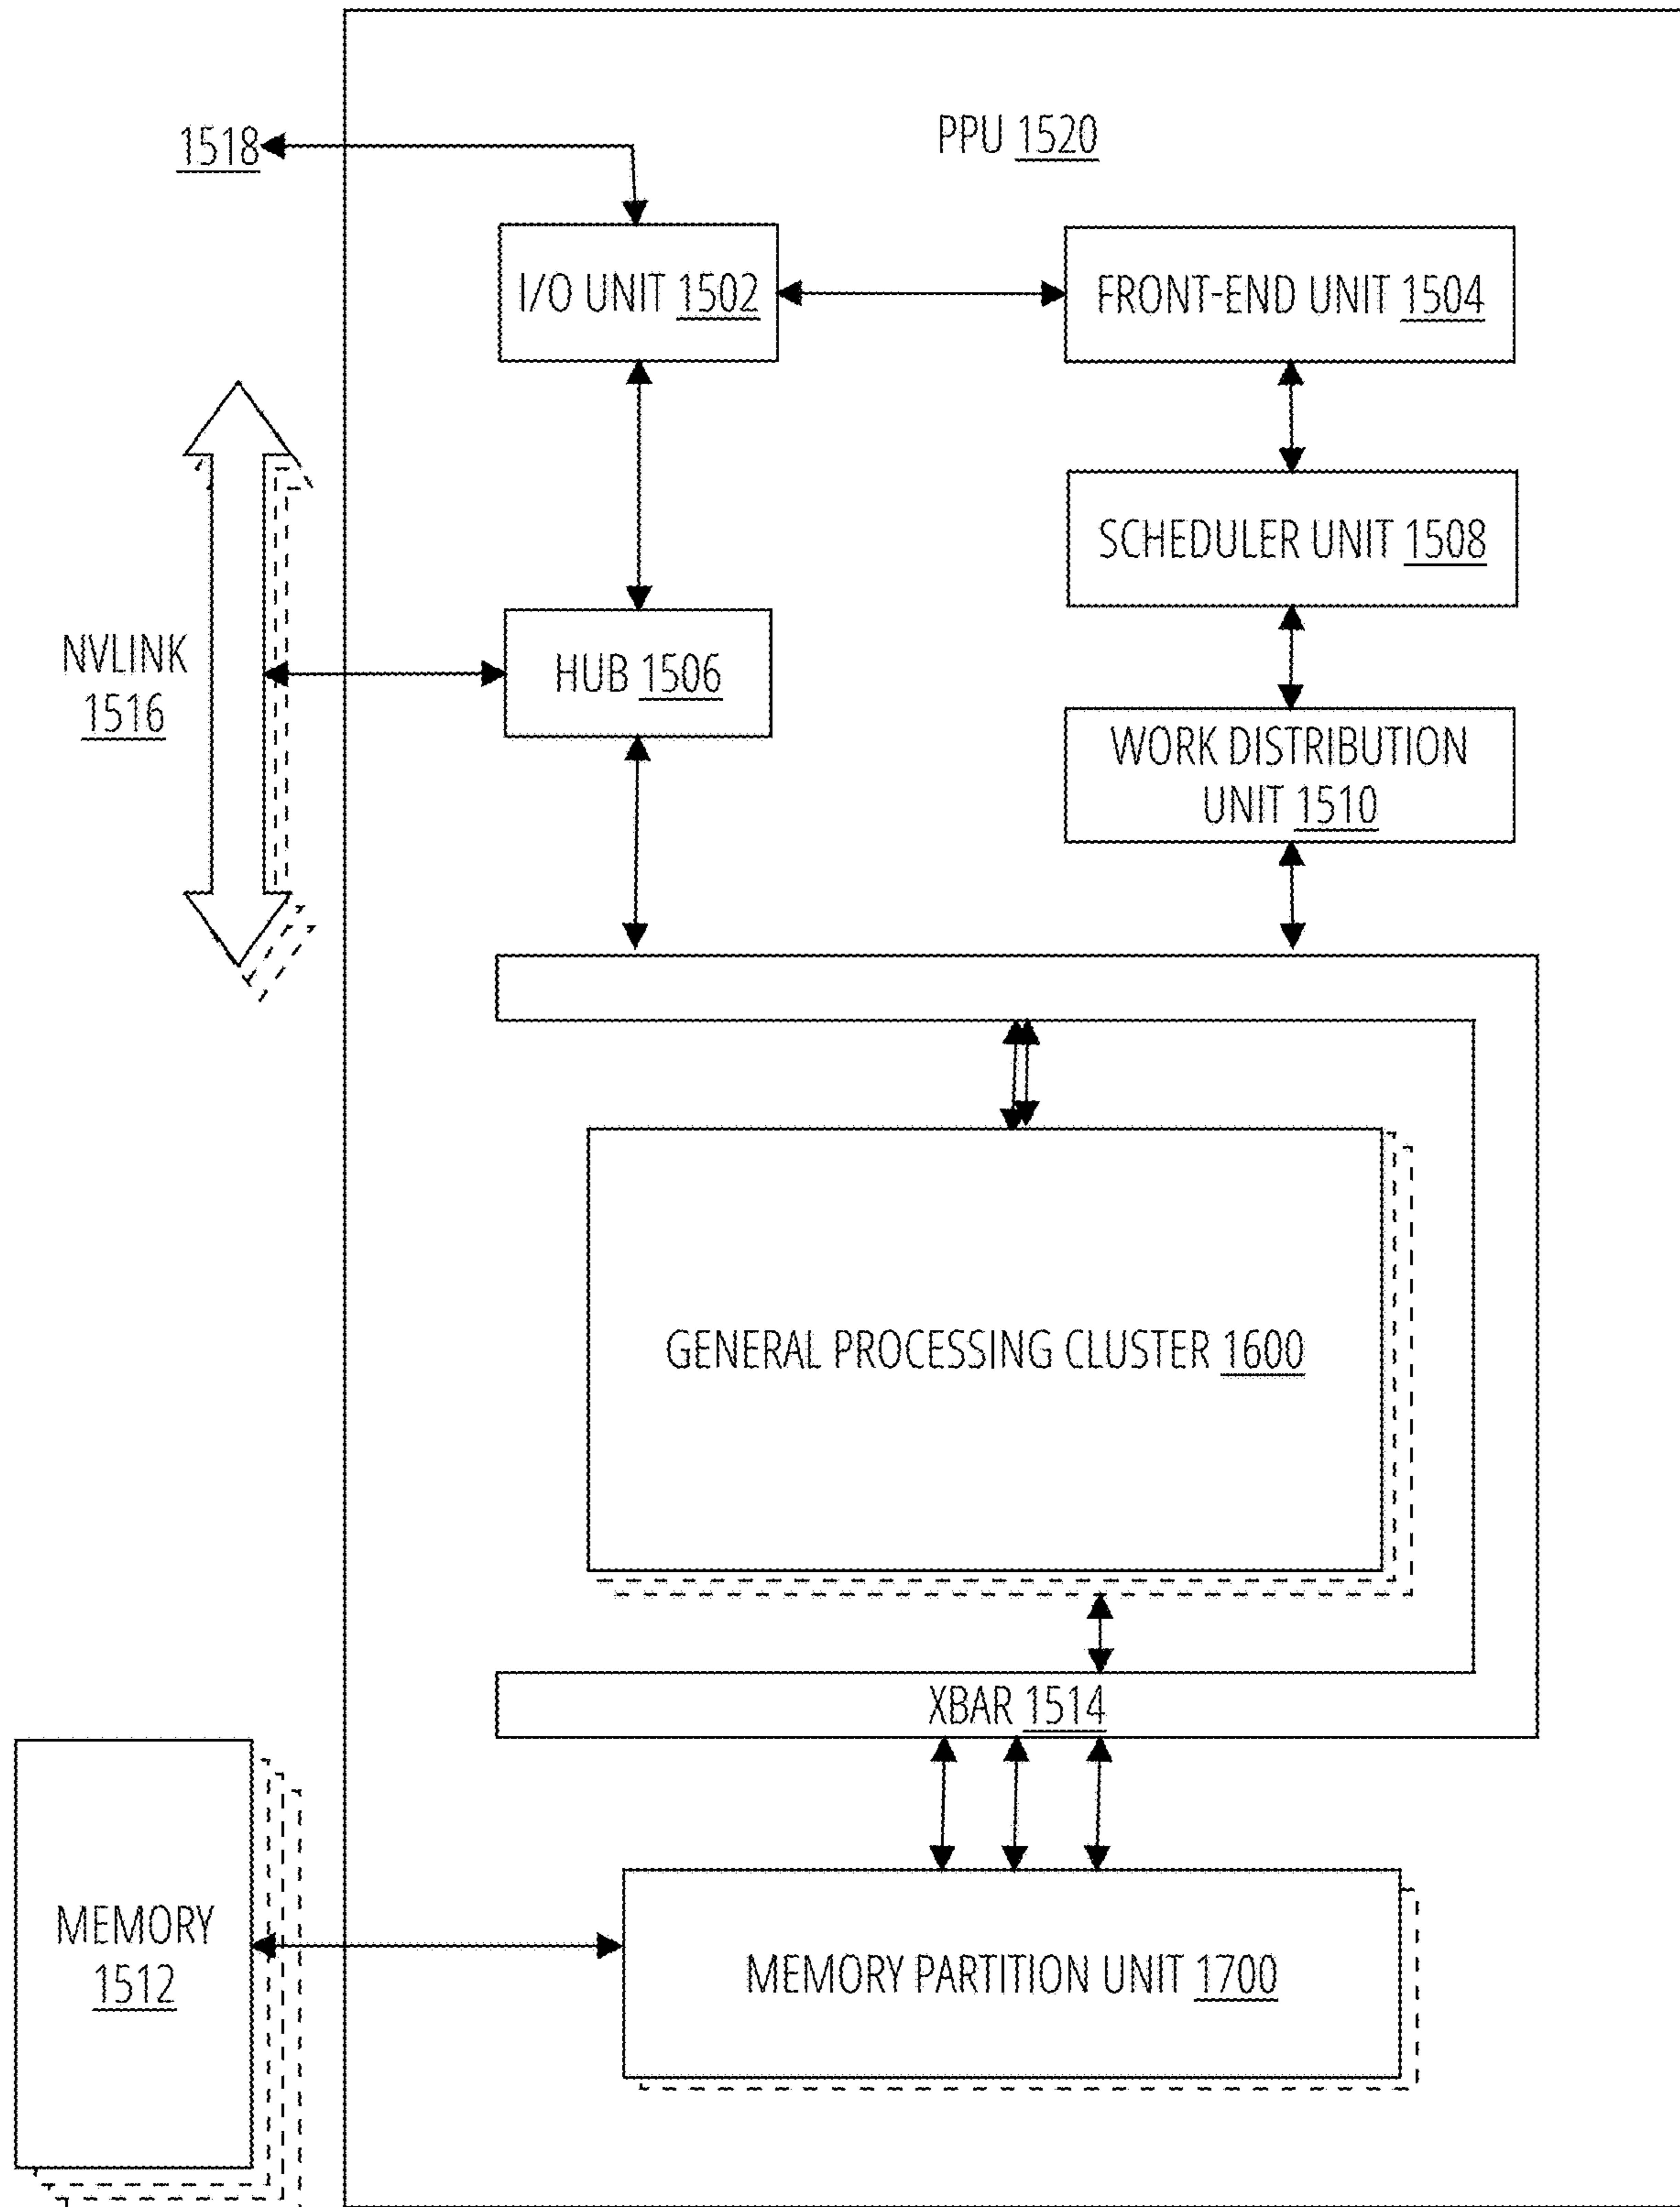 PPU 1520
1518
I/O UNIT 1502
FRONT-END UNIT 1504
SCHEDULER UNIT 1508
NVLINK
1516
HUB 1506
WORK DISTRIBUTION
UNIT 1510
GENERAL PROCESSING CLUSTER 1600
XBAR 1514
MEMORY
1512
MEMORY PARTITION UNIT 1700